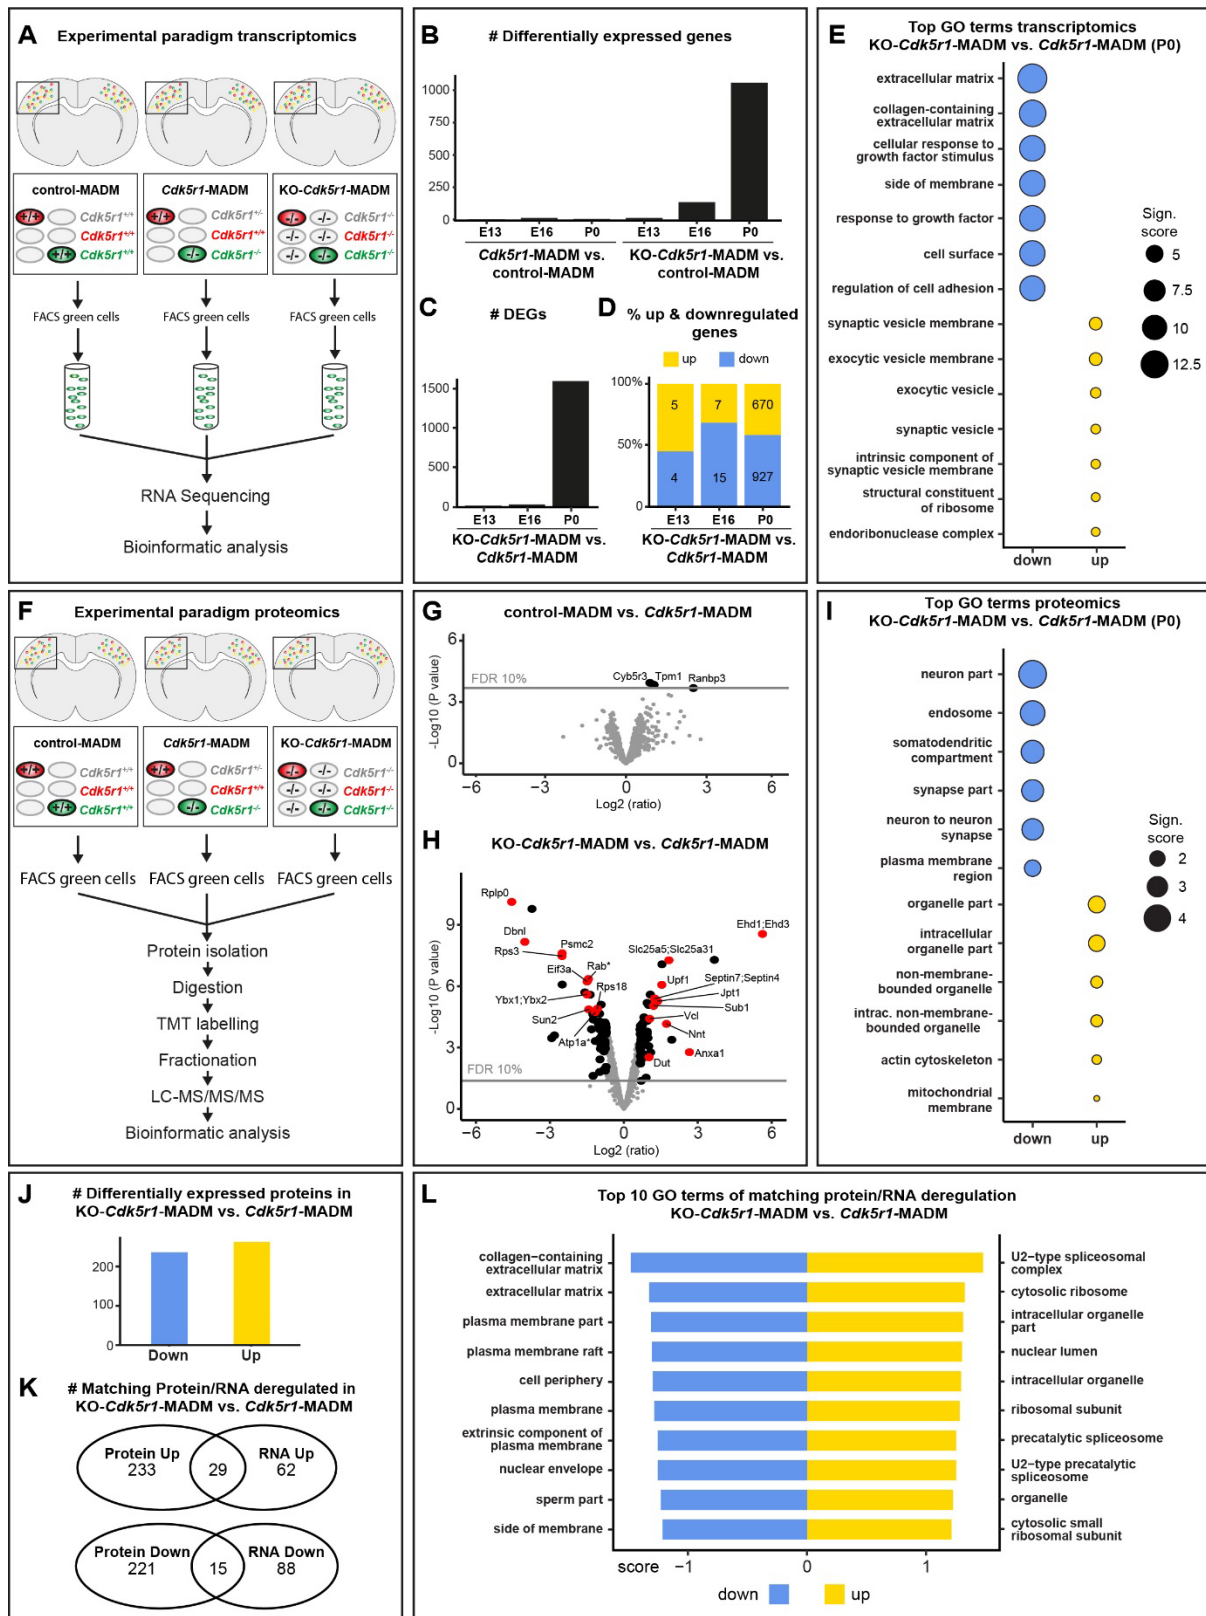 A
Experimental paradigm transcriptomics
control-MADM
Cdk5r1-MADM
KO-Cdk5r1-MADM
+/+
Cdk5r1+/+
Cdk5r1+/+
+/+
Cdk5r1+/+
+/+
Cdk5r1+/-
Cdk5r1+/+
-/-
Cdk5r1-/-
-/-
-/-
Cdk5r1-/-
-/-
-/-
Cdk5r1-/-
-/-
-/-
Cdk5r1-/-
FACS green cells
FACS green cells
FACS green cells
RNA Sequencing
Bioinformatic analysis
B
# Differentially expressed genes
1000
750
500
250
0
E13 E16 P0 E13 E16 P0
Cdk5r1-MADM vs.
control-MADM
KO-Cdk5r1-MADM vs.
control-MADM
C
# DEGs
1500
1000
500
0
E13 E16 P0
KO-Cdk5r1-MADM vs.
Cdk5r1-MADM
D
% up & downregulated
genes
up down
100%
50%
0
5 7 670
4 15 927
E13 E16 P0
KO-Cdk5r1-MADM vs.
Cdk5r1-MADM
E
Top GO terms transcriptomics
KO-Cdk5r1-MADM vs. Cdk5r1-MADM (P0)
extracellular matrix
collagen-containing
extracellular matrix
cellular response to
growth factor stimulus
side of membrane
response to growth factor
cell surface
regulation of cell adhesion
synaptic vesicle membrane
exocytic vesicle membrane
exocytic vesicle
synaptic vesicle
intrinsic component of
synaptic vesicle membrane
structural constituent
of ribosome
endoribonuclease complex
down up
Sign.
score
5
7.5
10
12.5
F
Experimental paradigm proteomics
control-MADM
Cdk5r1-MADM
KO-Cdk5r1-MADM
+/+
Cdk5r1+/+
Cdk5r1+/+
+/+
Cdk5r1+/+
+/+
Cdk5r1+/-
Cdk5r1+/+
-/-
Cdk5r1-/-
-/-
-/-
Cdk5r1-/-
-/-
-/-
Cdk5r1-/-
-/-
-/-
Cdk5r1-/-
FACS green cells
FACS green cells
FACS green cells
Protein isolation
Digestion
TMT labelling
Fractionation
LC-MS/MS/MS
Bioinformatic analysis
G
control-MADM vs. Cdk5r1-MADM
-Log10 (P value)
6
3
0
FDR 10%
Cyb5r3
Tpm1
Ranbp3
−6 −3 0 3 6
Log2 (ratio)
H
KO-Cdk5r1-MADM vs. Cdk5r1-MADM
-Log10 (P value)
9
6
3
0
Rplp0
Dbnl
Rps3
Psmc2
Eif3a
Rab*
Ybx1;Ybx2
Rps18
Sun2
Atp1a*
Ehd1;Ehd3
Slc25a5;Slc25a31
Upf1
Septin7;Septin4
Jpt1
Sub1
Vcl
Nnt
Anxa1
Dut
FDR 10%
−6 −3 0 3 6
Log2 (ratio)
I
Top GO terms proteomics
KO-Cdk5r1-MADM vs. Cdk5r1-MADM (P0)
neuron part
endosome
somatodendritic
compartment
synapse part
neuron to neuron
synapse
plasma membrane
region
organelle part
intracellular
organelle part
non-membrane-
bounded organelle
intrac. non-membrane-
bounded organelle
actin cytoskeleton
mitochondrial
membrane
down up
Sign.
score
2
3
4
J
# Differentially expressed proteins in
KO-Cdk5r1-MADM vs. Cdk5r1-MADM
200
100
0
Down Up
K
# Matching Protein/RNA deregulated in
KO-Cdk5r1-MADM vs. Cdk5r1-MADM
Protein Up
233
29
RNA Up
62
Protein Down
221
15
RNA Down
88
L
Top 10 GO terms of matching protein/RNA deregulation
KO-Cdk5r1-MADM vs. Cdk5r1-MADM
collagen−containing
extracellular matrix
extracellular matrix
plasma membrane part
plasma membrane raft
cell periphery
plasma membrane
extrinsic component of
plasma membrane
nuclear envelope
sperm part
side of membrane
U2−type spliceosomal
complex
cytosolic ribosome
intracellular organelle
part
nuclear lumen
intracellular organelle
ribosomal subunit
precatalytic spliceosome
U2−type precatalytic
spliceosome
organelle
cytosolic small
ribosomal subunit
score −1 0 1
down up